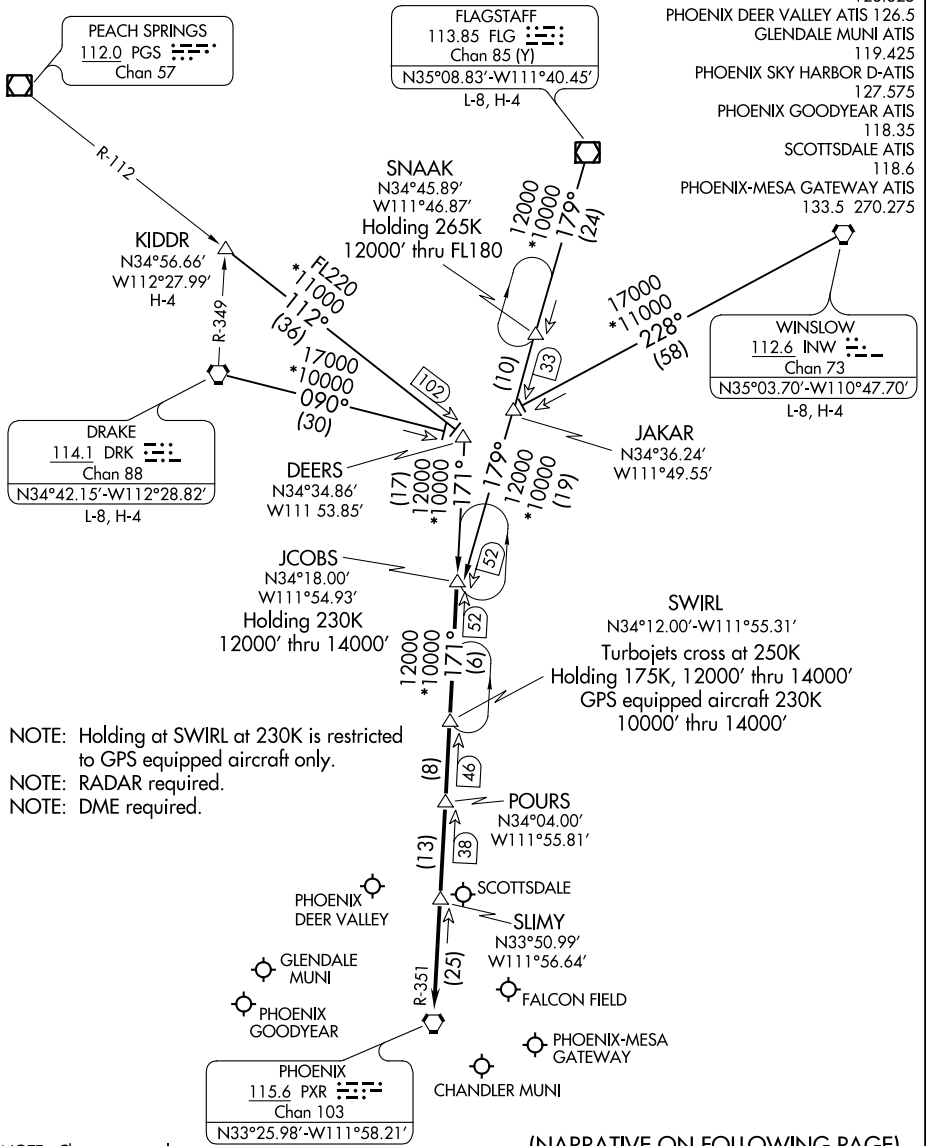 PEACH SPRINGS
112.0 PGS
Chan 57
FLAGSTAFF
113.85 FLG
Chan 85 (Y)
N35°08.83′-W111°40.45′
L-8, H-4
PHOENIX DEER VALLEY ATIS 126.5
GLENDALE MUNI ATIS
119.425
PHOENIX SKY HARBOR D-ATIS
127.575
PHOENIX GOODYEAR ATIS
118.35
SCOTTSDALE ATIS
118.6
PHOENIX-MESA GATEWAY ATIS
133.5 270.275
R-112
SNAAK
N34°45.89′
W111°46.87′
Holding 265K
12000′ thru FL180
12000
*10000
179°
(24)
KIDDR
N34°56.66′
W112°27.99′
H-4
R-349
FL220
*11000
112°
(36)
17000
*11000
228°
(58)
WINSLOW
112.6 INW
Chan 73
N35°03.70′-W110°47.70′
L-8, H-4
17000
*10000
090°
(30)
102
(10)
33
DRAKE
114.1 DRK
Chan 88
N34°42.15′-W112°28.82′
L-8, H-4
DEERS
N34°34.86′
W111 53.85′
JAKAR
N34°36.24′
W111°49.55′
(17)
12000
*10000
171°
179°
12000
*10000
(19)
52
JCOBS
N34°18.00′
W111°54.93′
Holding 230K
12000′ thru 14000′
52
12000
*10000
171°
(6)
SWIRL
N34°12.00′-W111°55.31′
Turbojets cross at 250K
Holding 175K, 12000′ thru 14000′
GPS equipped aircraft 230K
10000′ thru 14000′
NOTE: Holding at SWIRL at 230K is restricted
to GPS equipped aircraft only.
NOTE: RADAR required.
NOTE: DME required.
(8)
46
POURS
N34°04.00′
W111°55.81′
(13)
38
PHOENIX
DEER VALLEY
SCOTTSDALE
SLIMY
N33°50.99′
W111°56.64′
GLENDALE
MUNI
R-351
(25)
PHOENIX
GOODYEAR
FALCON FIELD
PHOENIX-MESA
GATEWAY
CHANDLER MUNI
PHOENIX
115.6 PXR
Chan 103
N33°25.98′-W111°58.21′
(NARRATIVE ON FOLLOWING PAGE)